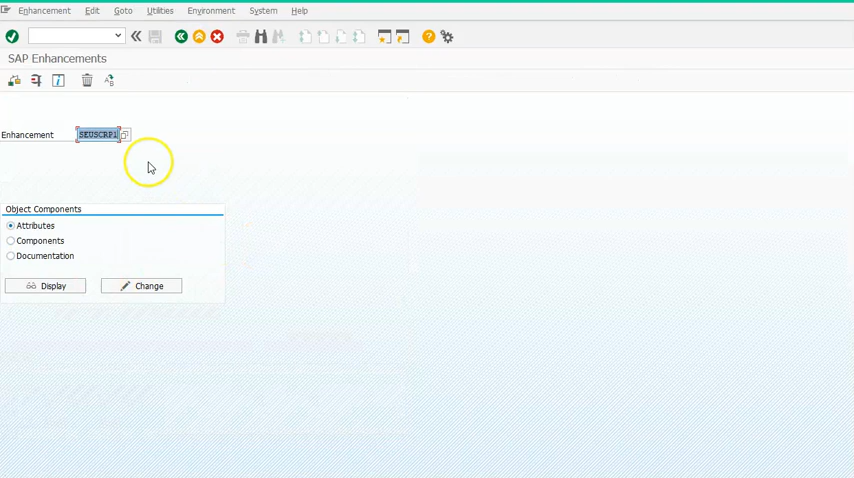 Enhancement Edit Goto Utilities Environment System Help
SAP Enhancements
Enhancement SEUSCRP1
Object Components
Attributes
Components
Documentation
Display Change